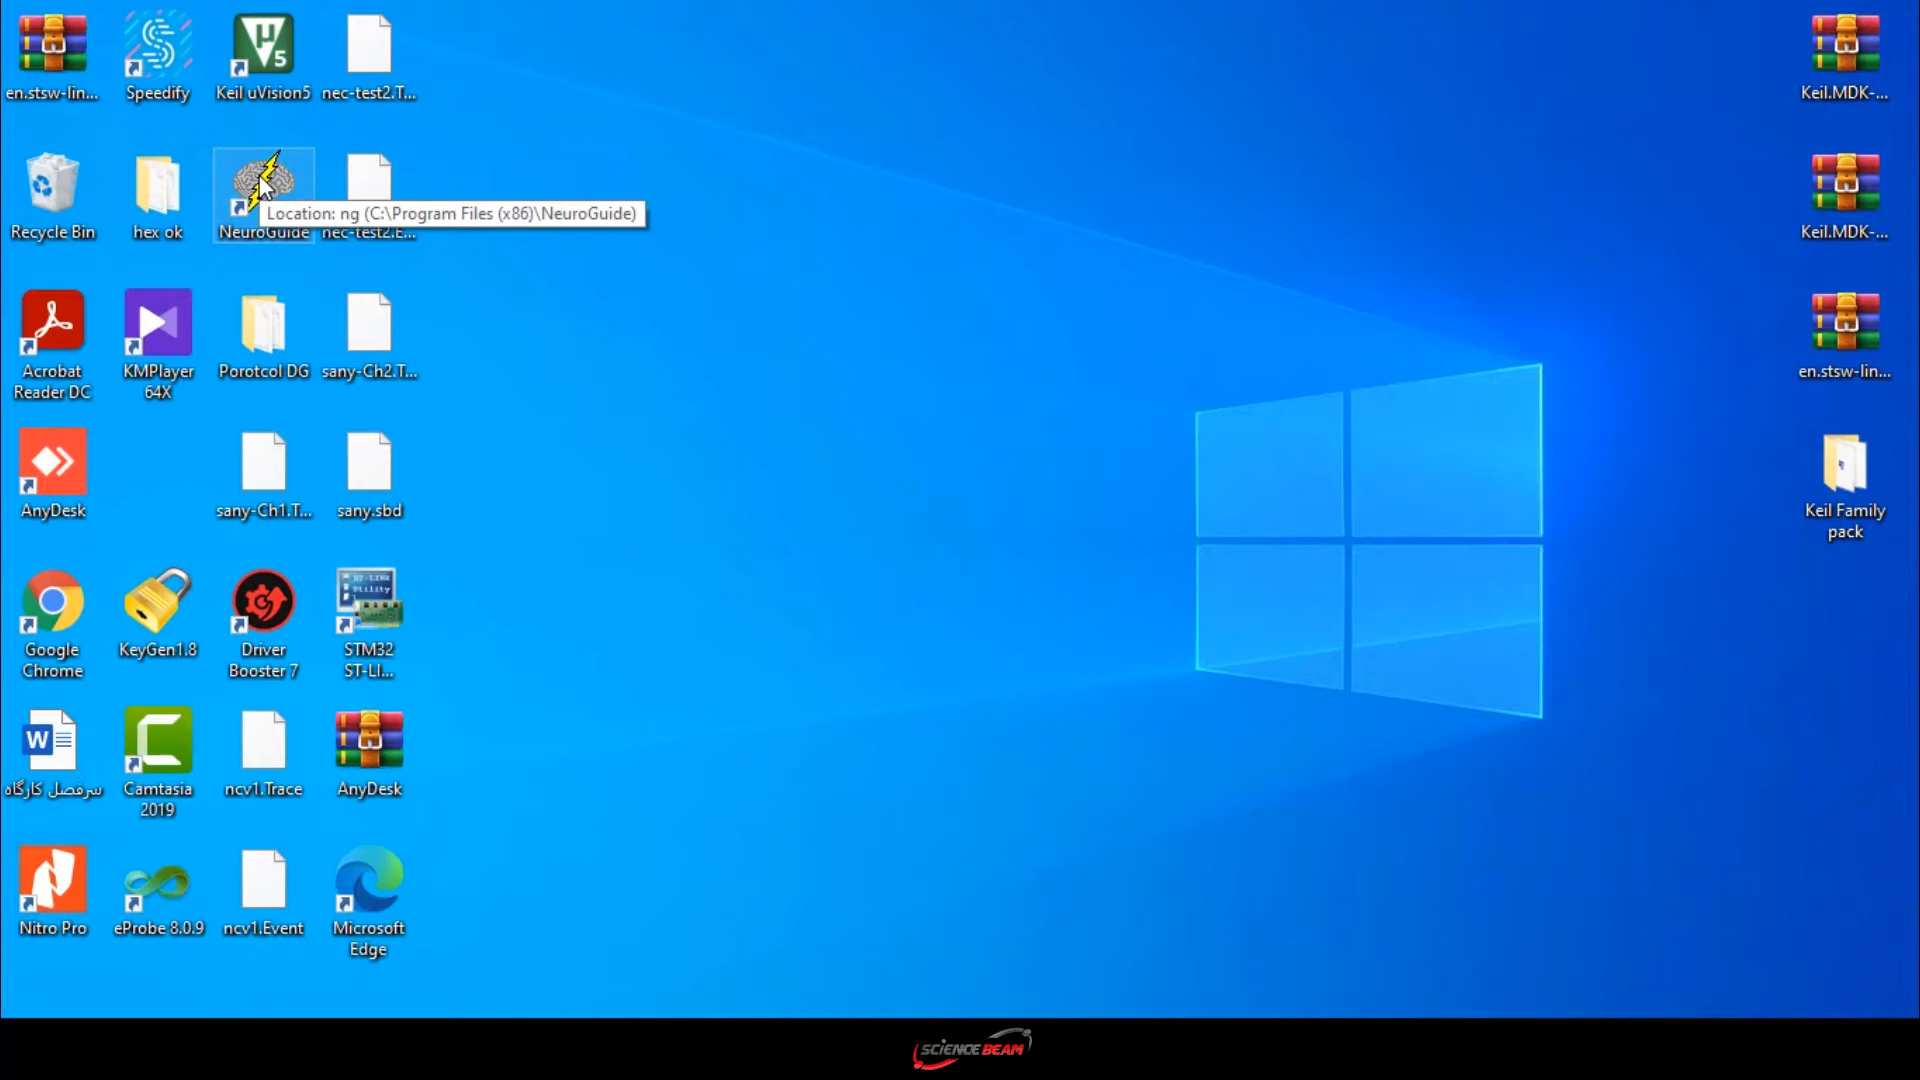 en.stsw-lin...
Speedify
Keil uVision5
nec-test2.T...
Keil.MDK-...
Recycle Bin
hex ok
NeuroGuide
nec-test2.E...
Location: ng (C:\Program Files (x86)\NeuroGuide)
Keil.MDK-...
Acrobat
Reader DC
KMPlayer
64X
Porotcol DG
sany-Ch2.T...
en.stsw-lin...
AnyDesk
sany-Ch1.T...
sany.sbd
Keil Family
pack
Google
Chrome
KeyGen1.8
Driver
Booster 7
STM32
ST-LI...
سرفصل کارگاه
Camtasia
2019
ncv1.Trace
AnyDesk
Nitro Pro
eProbe 8.0.9
ncv1.Event
Microsoft
Edge
SCIENCE BEAM